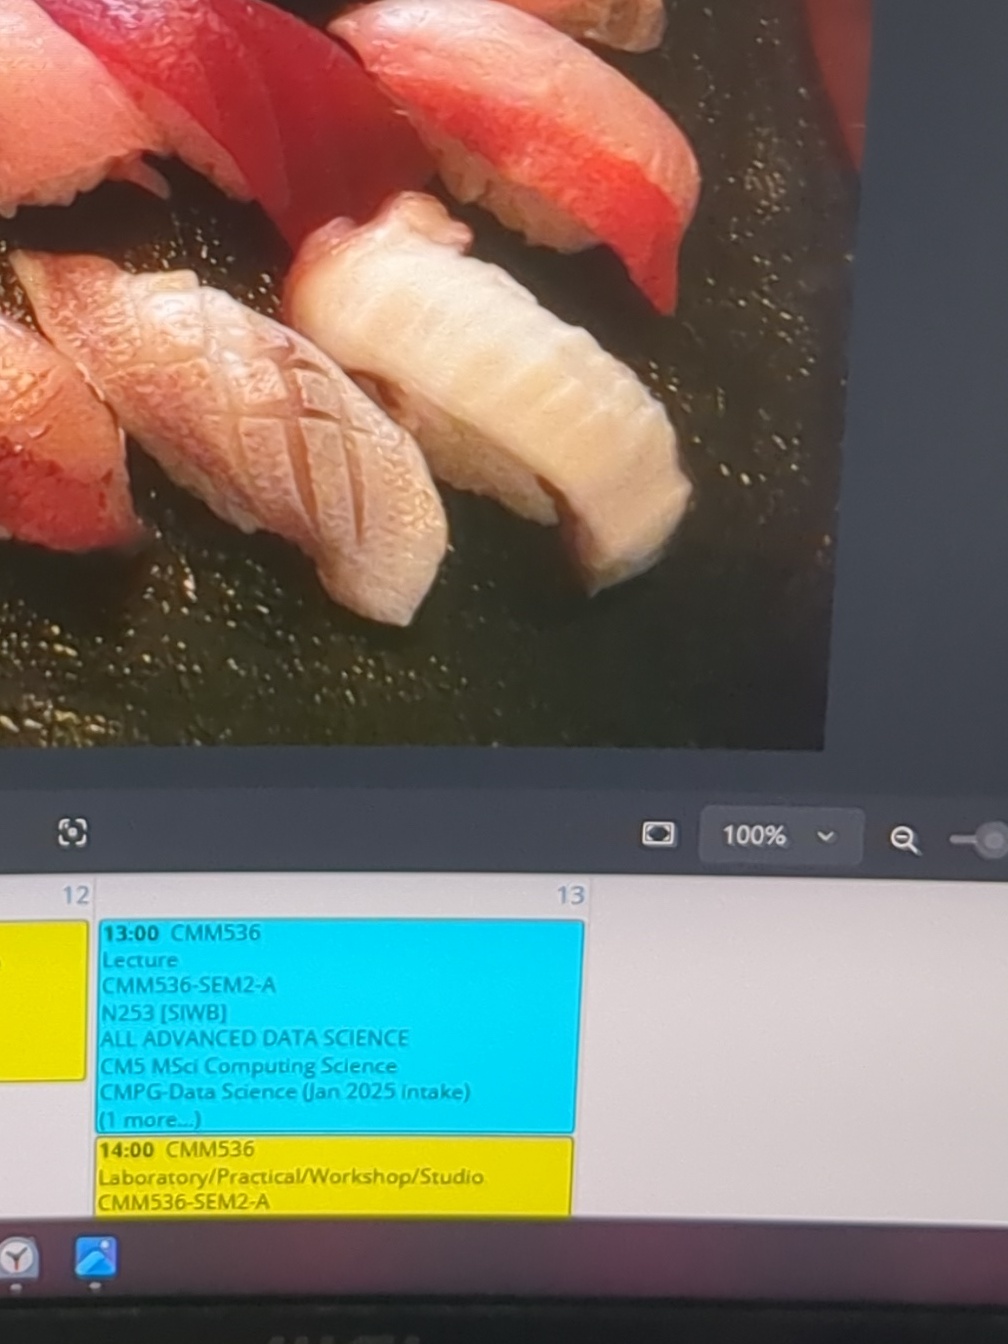 100%
12
13
13:00 CMM536
Lecture
CMM536-SEM2-A
N253 [SIWB]
ALL ADVANCED DATA SCIENCE
CM5 MSci Computing Science
CMPG-Data Science (Jan 2025 intake)
(1 more...)
14:00 CMM536
Laboratory/Practical/Workshop/Studio
CMM536-SEM2-A